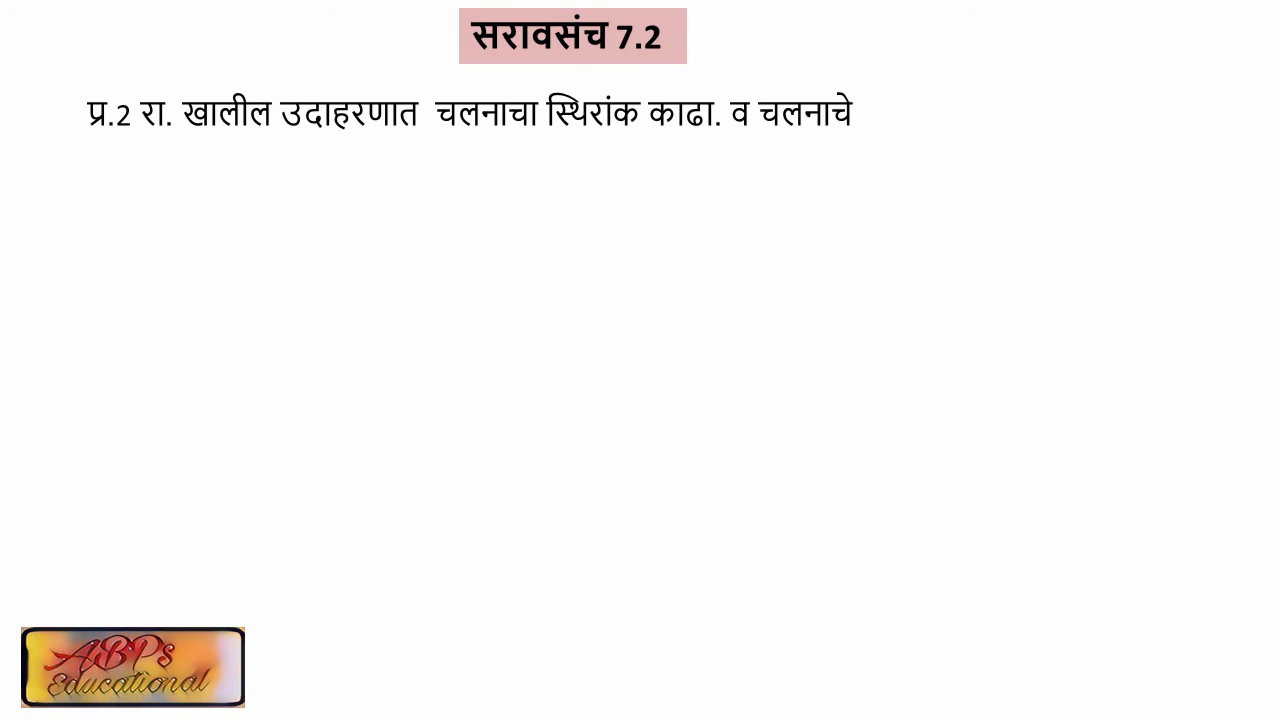 सरावसंच 7.2
प्र.2 रा. खालील उदाहरणात चलनाचा स्थिरांक काढा. व चलनाचे
ABPs
Educational